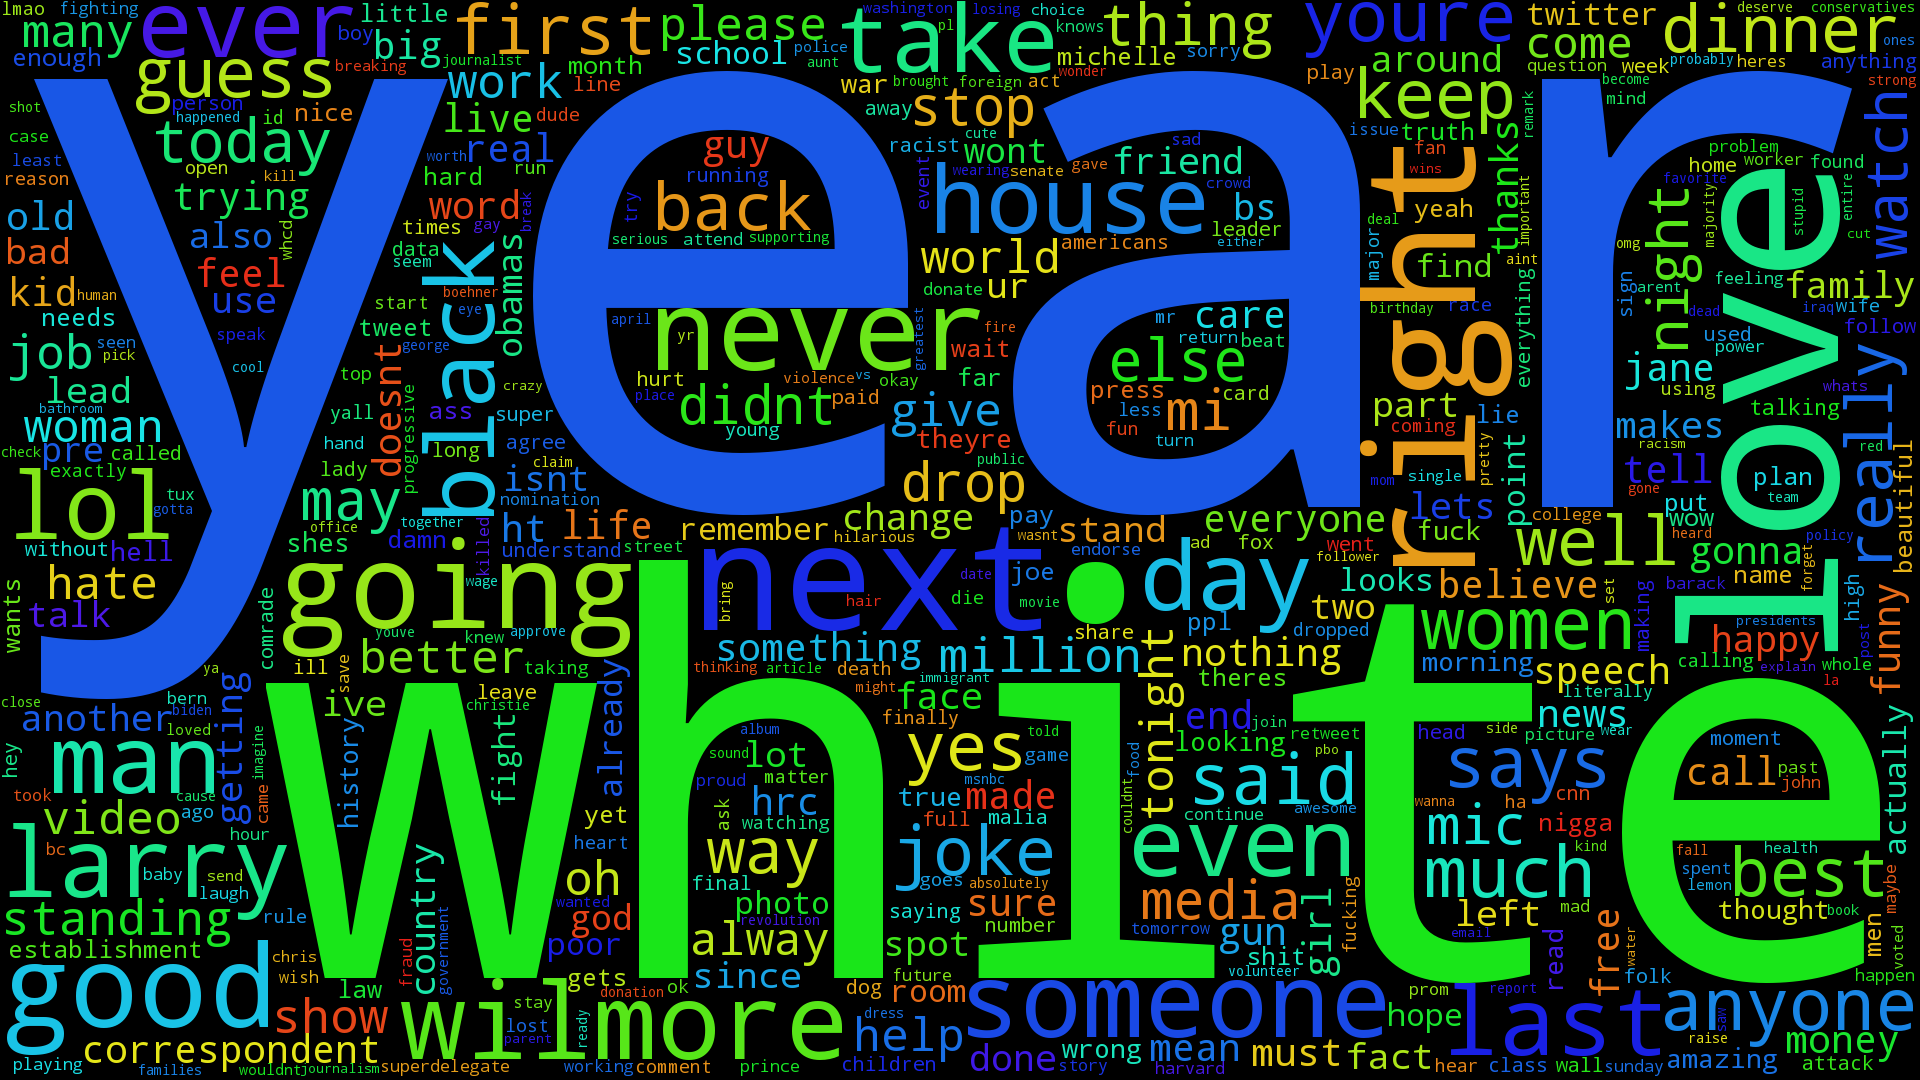 lmao fighting
many ever boy little big journalist breaking
first please school police aunt
washington losing choice take knows thing
pl michelle sorry
youre twitter come dinner deserve conservatives ones
enough guess month work line
war brought foreign act wonder around play
question week probably heres anything
shot person happened id nice
today live dude real
away stop keep become mind strong watch
case least reason open kill trying
worth hard run guy running
racist cute wont sad friend
issue truth fan wins thanks remark
problem home worker found
old bad also feel whcd
word times data seem gay break try
back serious attend supporting
wearing senate gave house crowd event bs leader either
deal yeah right important
night majority favorite stupid love entire cut
kid human use needs job seen pick
start tweet boehner eye george black obamas
year
world americans donate ur
major find birthday race aint omg
sign everything feeling parent family
dead iraq wife follow used power
speak cool top lead
april never yr greatest fire wait
mr care return beat else
jane using whats talking
bathroom woman pre check called exactly
yall progressive doesnt ass crazy super
hurt place violence vs okay paid far
press less mi card fun turn
part coming lie makes racism
lol tux gotta hand lady long agree claim isnt nomination
didnt young give theyre public
mom single pretty point tell gone
plan team put wow red really beautiful
without hell may office together
ht life drop remember change hilarious
pay stand wasnt endorse everyone
lets fuck college well heard gonna policy
hate talk wants shes damn killed understand street
going wage next date joe
ad fox follower went day looks
believe set barack name forget high
comrade youve knew approve bring hair die movie
ppl two dropped women making
happy presidents post funny
ya better taking something million share
tonight nothing theres morning speech calling explain whole la
close another bern biden loved getting
ill save ive leave christie
thinking article death might immigrant face
end join retweet head side news literally picture wear
hey man took cause ago imagine came history fight already
white
album sound lot proud matter
finally yes told game msnbc food
looking said says moment call past john actually
video hour bc baby send laugh larry
yet heart ask hrc watching
true made full malia couldnt
continue awesome wanna ha cnn mic nigga kind
health fall spent lemon best maybe
standing rule establishment country
oh god wanted way final photo revolution
joke goes absolutely saying sure number
even media tomorrow girl fucking
much left mad thought book men voted
good chris wish fraud government poor
alway since spot future
gun shit volunteer email read free water folk happen
show law gets donation ok dog room
wilmore stay lost parent ready
someone prom hope last report anyone saw raise
correspondent superdelegate working comment prince
dress help children done story wrong mean harvard
must fact hear class wall sunday amazing money attack
playing families wouldnt journalism